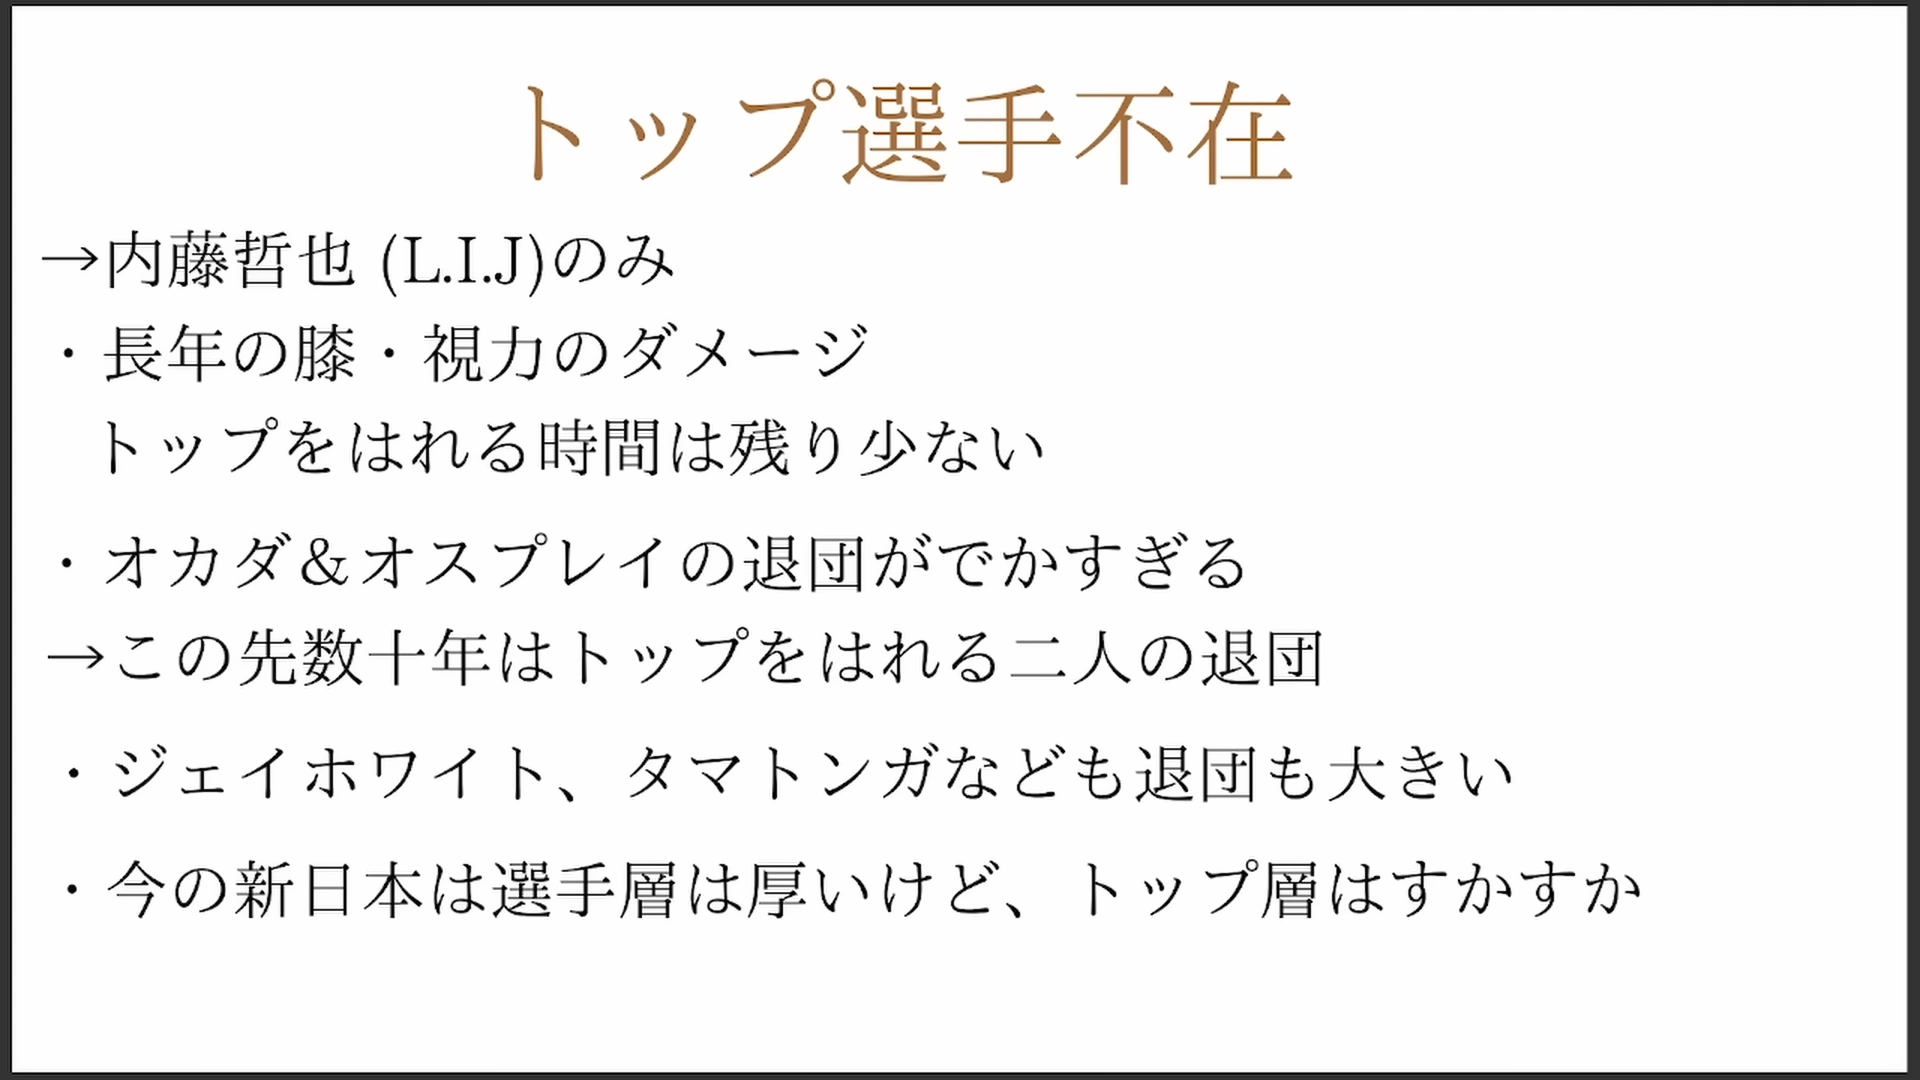 トップ選手不在
→内藤哲也 (L.I.J)のみ
・長年の膝・視力のダメージ
トップをはれる時間は残り少ない
・オカダ&オスプレイの退団がでかすぎる
→この先数十年はトップをはれる二人の退団
・ジェイホワイト、タマトンガなども退団も大きい
・今の新日本は選手層は厚いけど、トップ層はすかすか